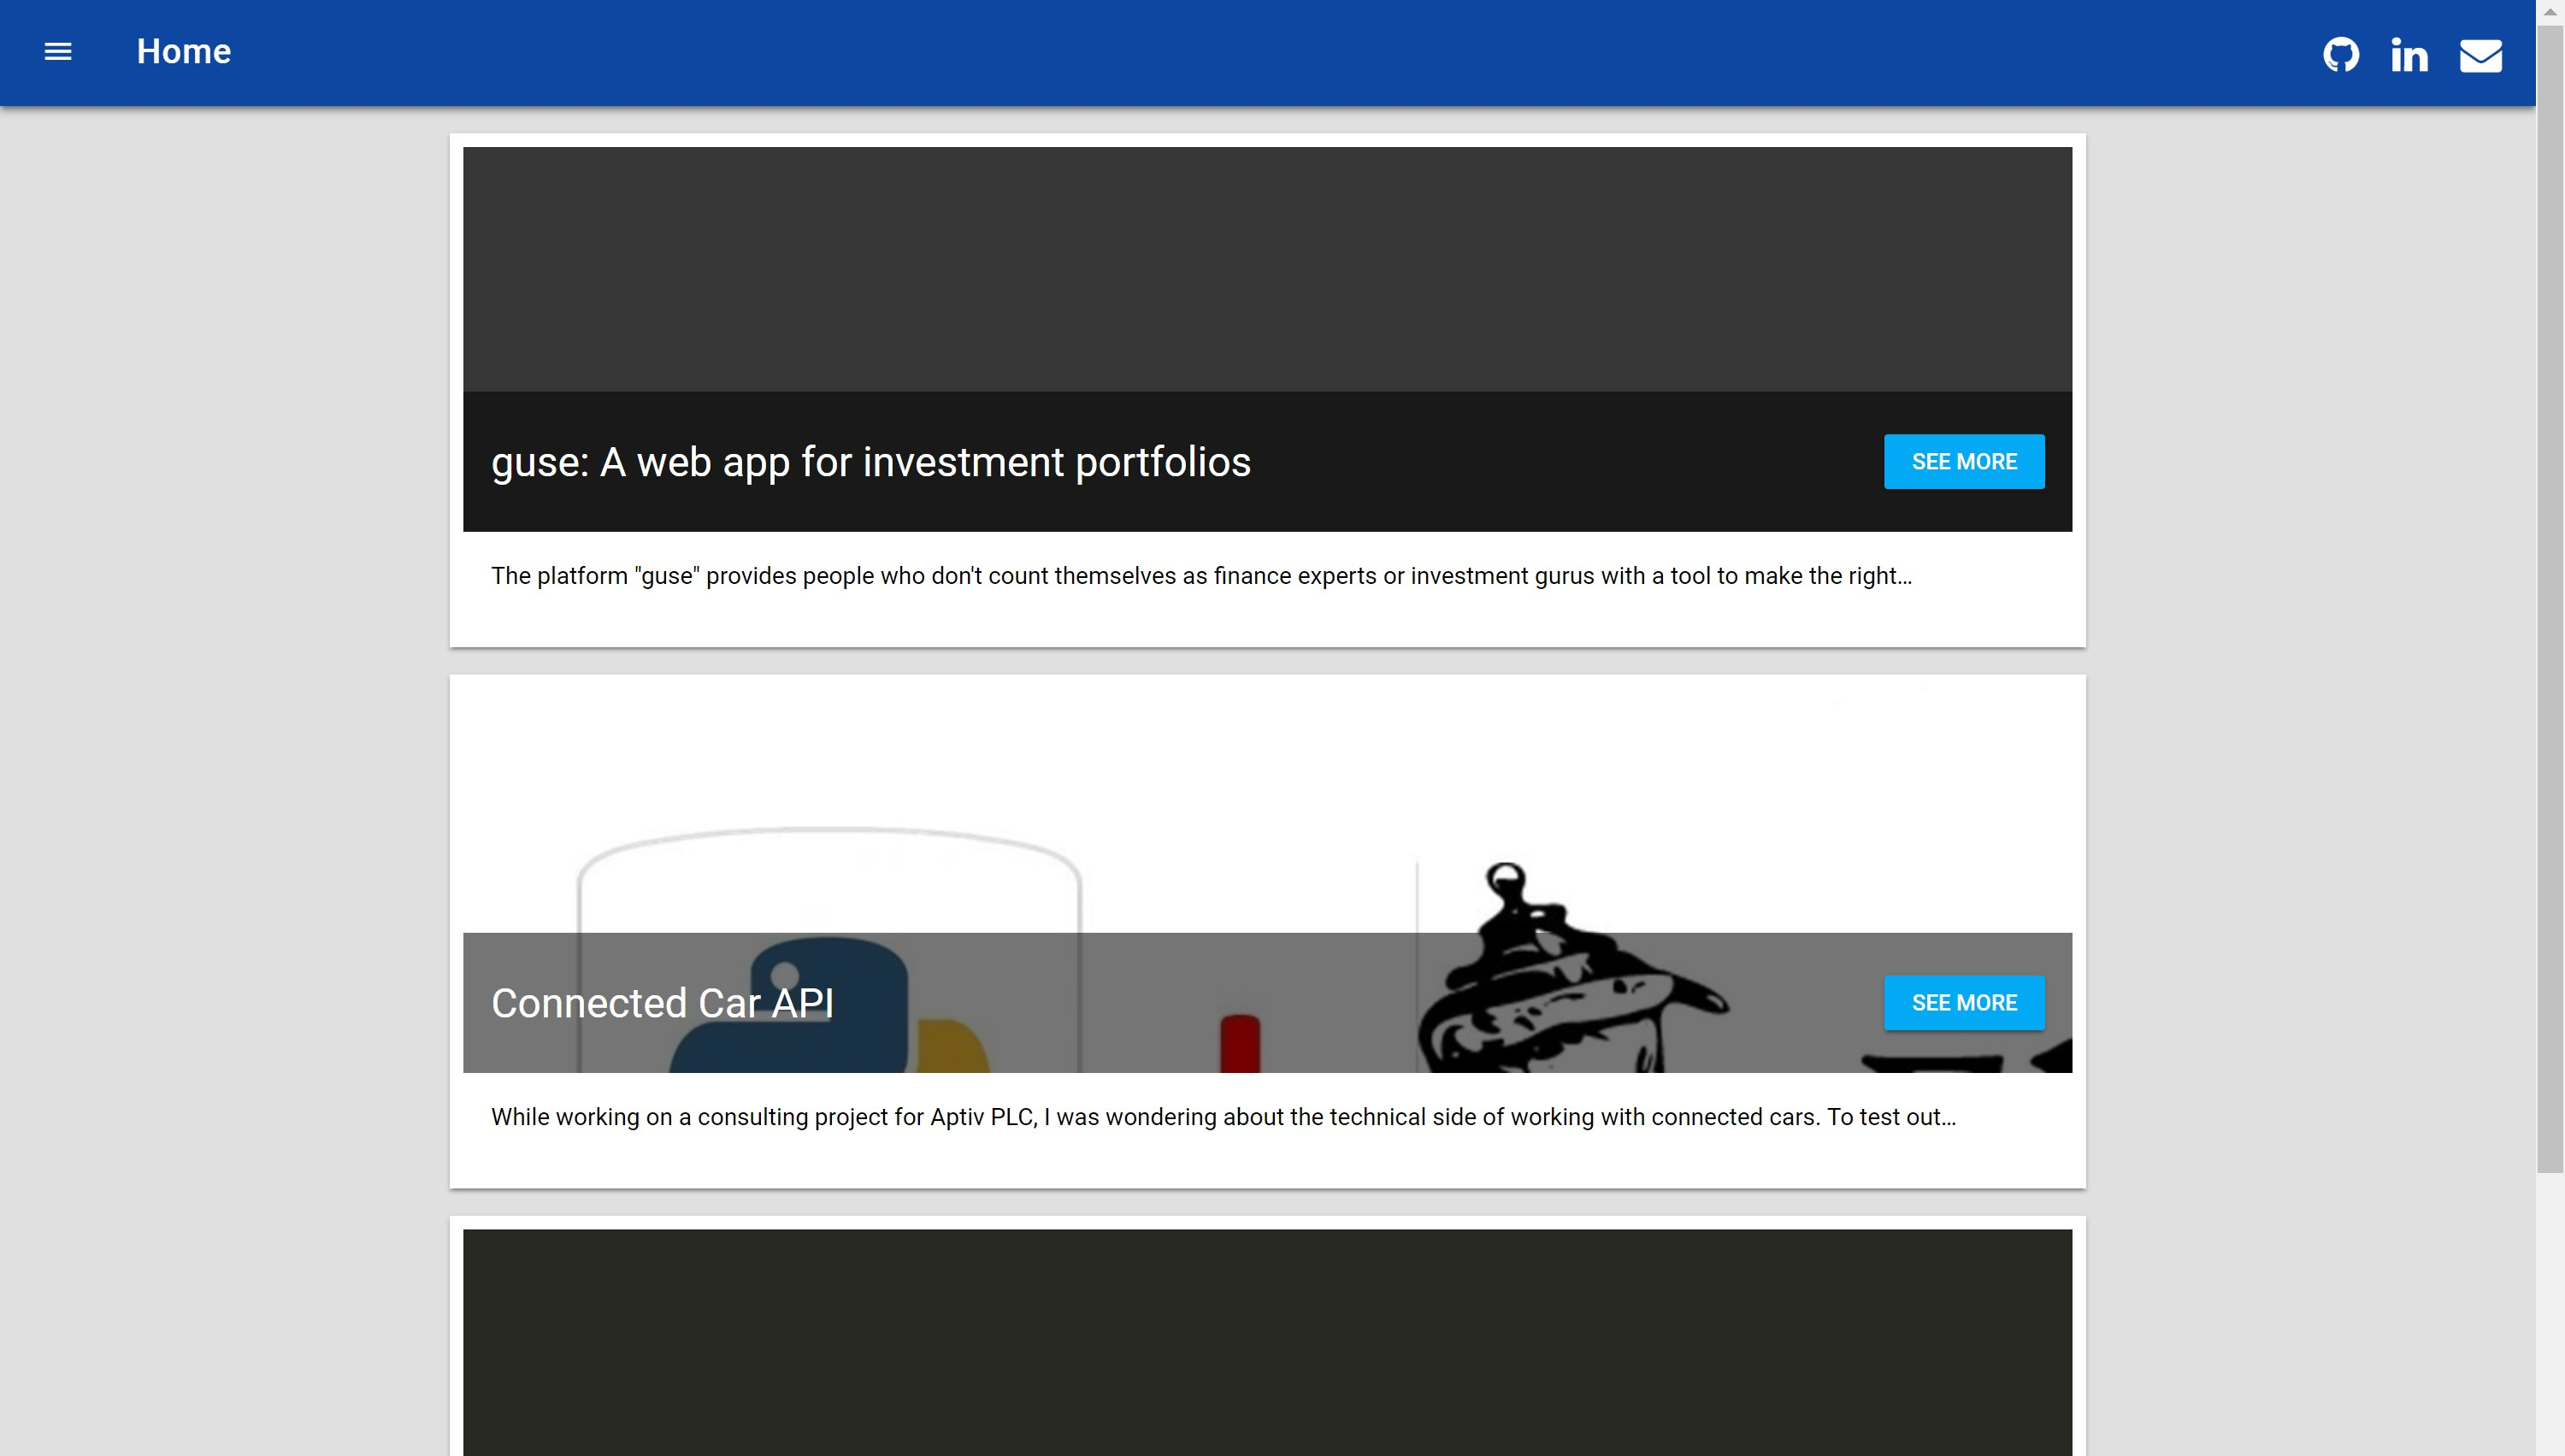 Home
in
guse: A web app for investment portfolios
SEE MORE
The platform "guse" provides people who don't count themselves as finance experts or investment gurus with a tool to make the right...
Connected Car API
SEE MORE
While working on a consulting project for Aptiv PLC, I was wondering about the technical side of working with connected cars. To test out...